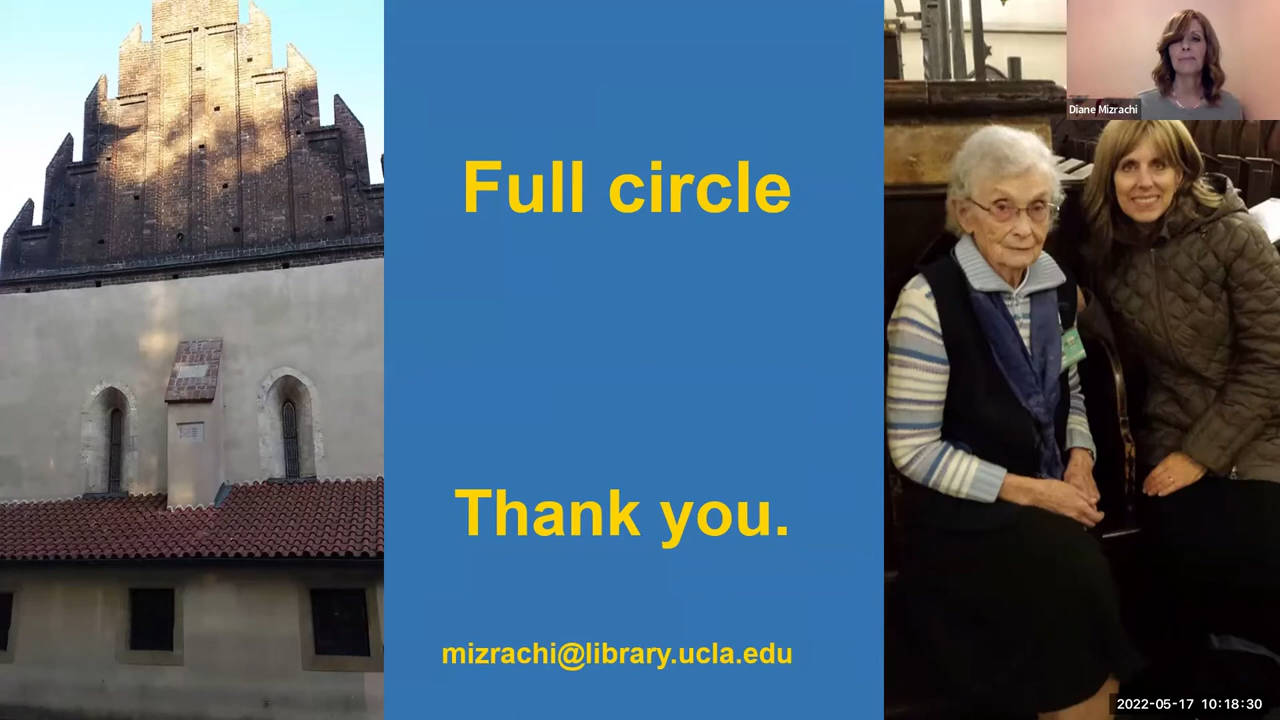 Full circle
Thank you.
mizrachi@library.ucla.edu
Diane Mizrachi
2022-05-17 10:18:30